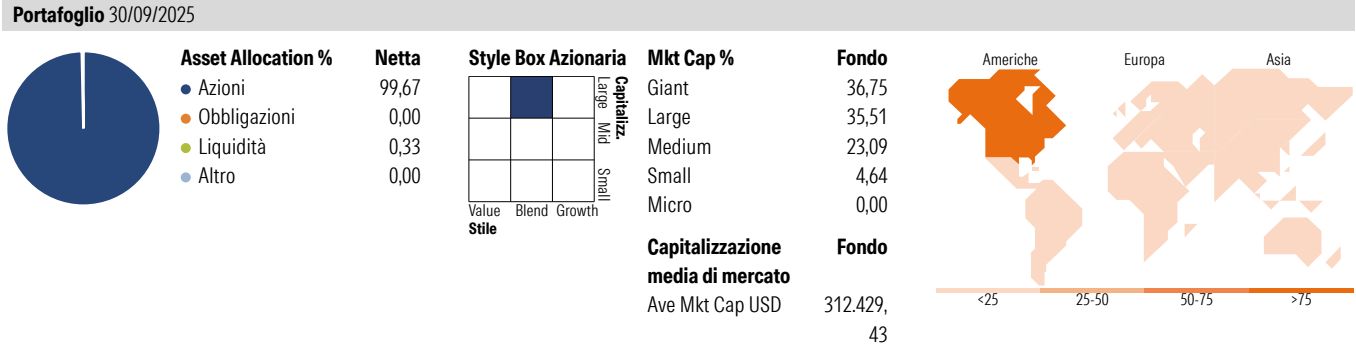 Portafoglio 30/09/2025
Asset Allocation % Netta
Azioni 99,67
Obbligazioni 0,00
Liquidità 0,33
Altro 0,00
Style Box Azionaria
Capitalizz.
Large Mid Small
Value Blend Growth
Stile
Mkt Cap % Fondo
Giant 36,75
Large 35,51
Medium 23,09
Small 4,64
Micro 0,00
Capitalizzazione Fondo
media di mercato
Ave Mkt Cap USD 312.429,
43
Americhe Europa Asia
<25 25-50 50-75 >75